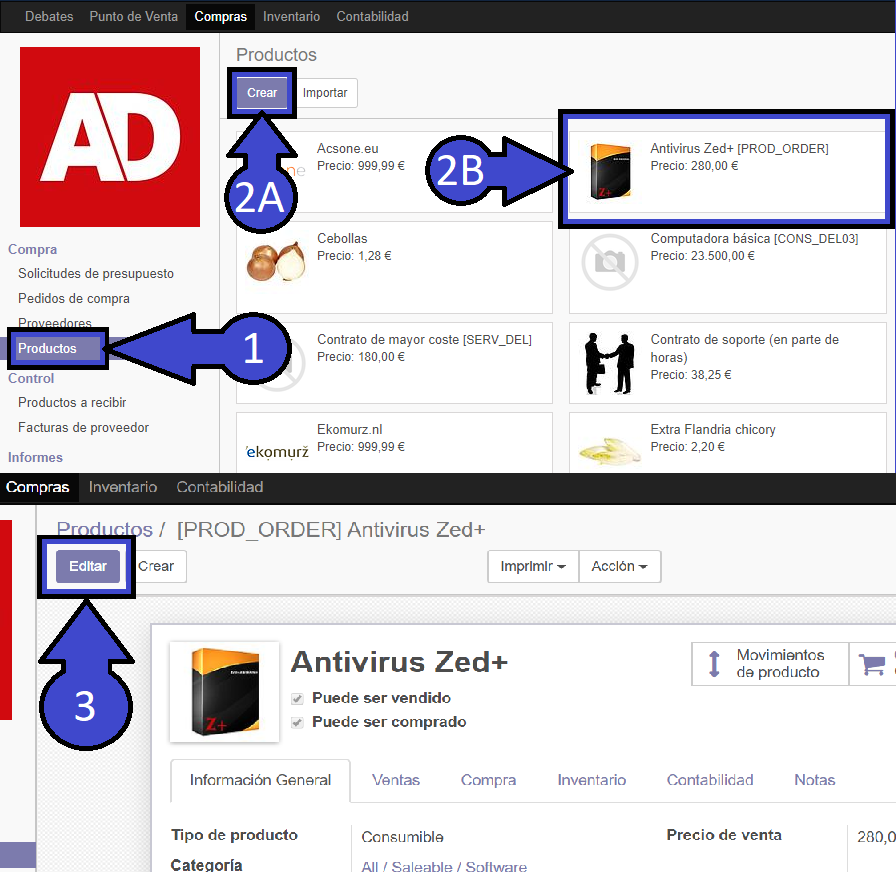 Debates Punto de Venta Compras Inventario Contabilidad
AD
Productos
Crear Importar
2A
2B
Acsone.eu
Precio: 999,99 €
ne
Antivirus Zed+ [PROD_ORDER]
Precio: 280,00 €
Z+
Cebollas
Precio: 1,28 €
Computadora básica [CONS_DEL03]
Precio: 23.500,00 €
Compra
Solicitudes de presupuesto
Pedidos de compra
Proveedores
Productos
1
Control
Productos a recibir
Facturas de proveedor
Informes
Contrato de mayor coste [SERV_DEL]
Precio: 180,00 €
Contrato de soporte (en parte de
horas)
Precio: 38,25 €
Ekomurz.nl
Precio: 999,99 €
ekomurz
Extra Flandria chicory
Precio: 2,20 €
Compras Inventario Contabilidad
Productos / [PROD_ORDER] Antivirus Zed+
Editar Crear Imprimir Acción
3
Z+
Antivirus Zed+
Puede ser vendido
Puede ser comprado
Movimientos
de producto
Información General Ventas Compra Inventario Contabilidad Notas
Tipo de producto Consumible Precio de venta 280,0
Categoría All / Saleable / Software